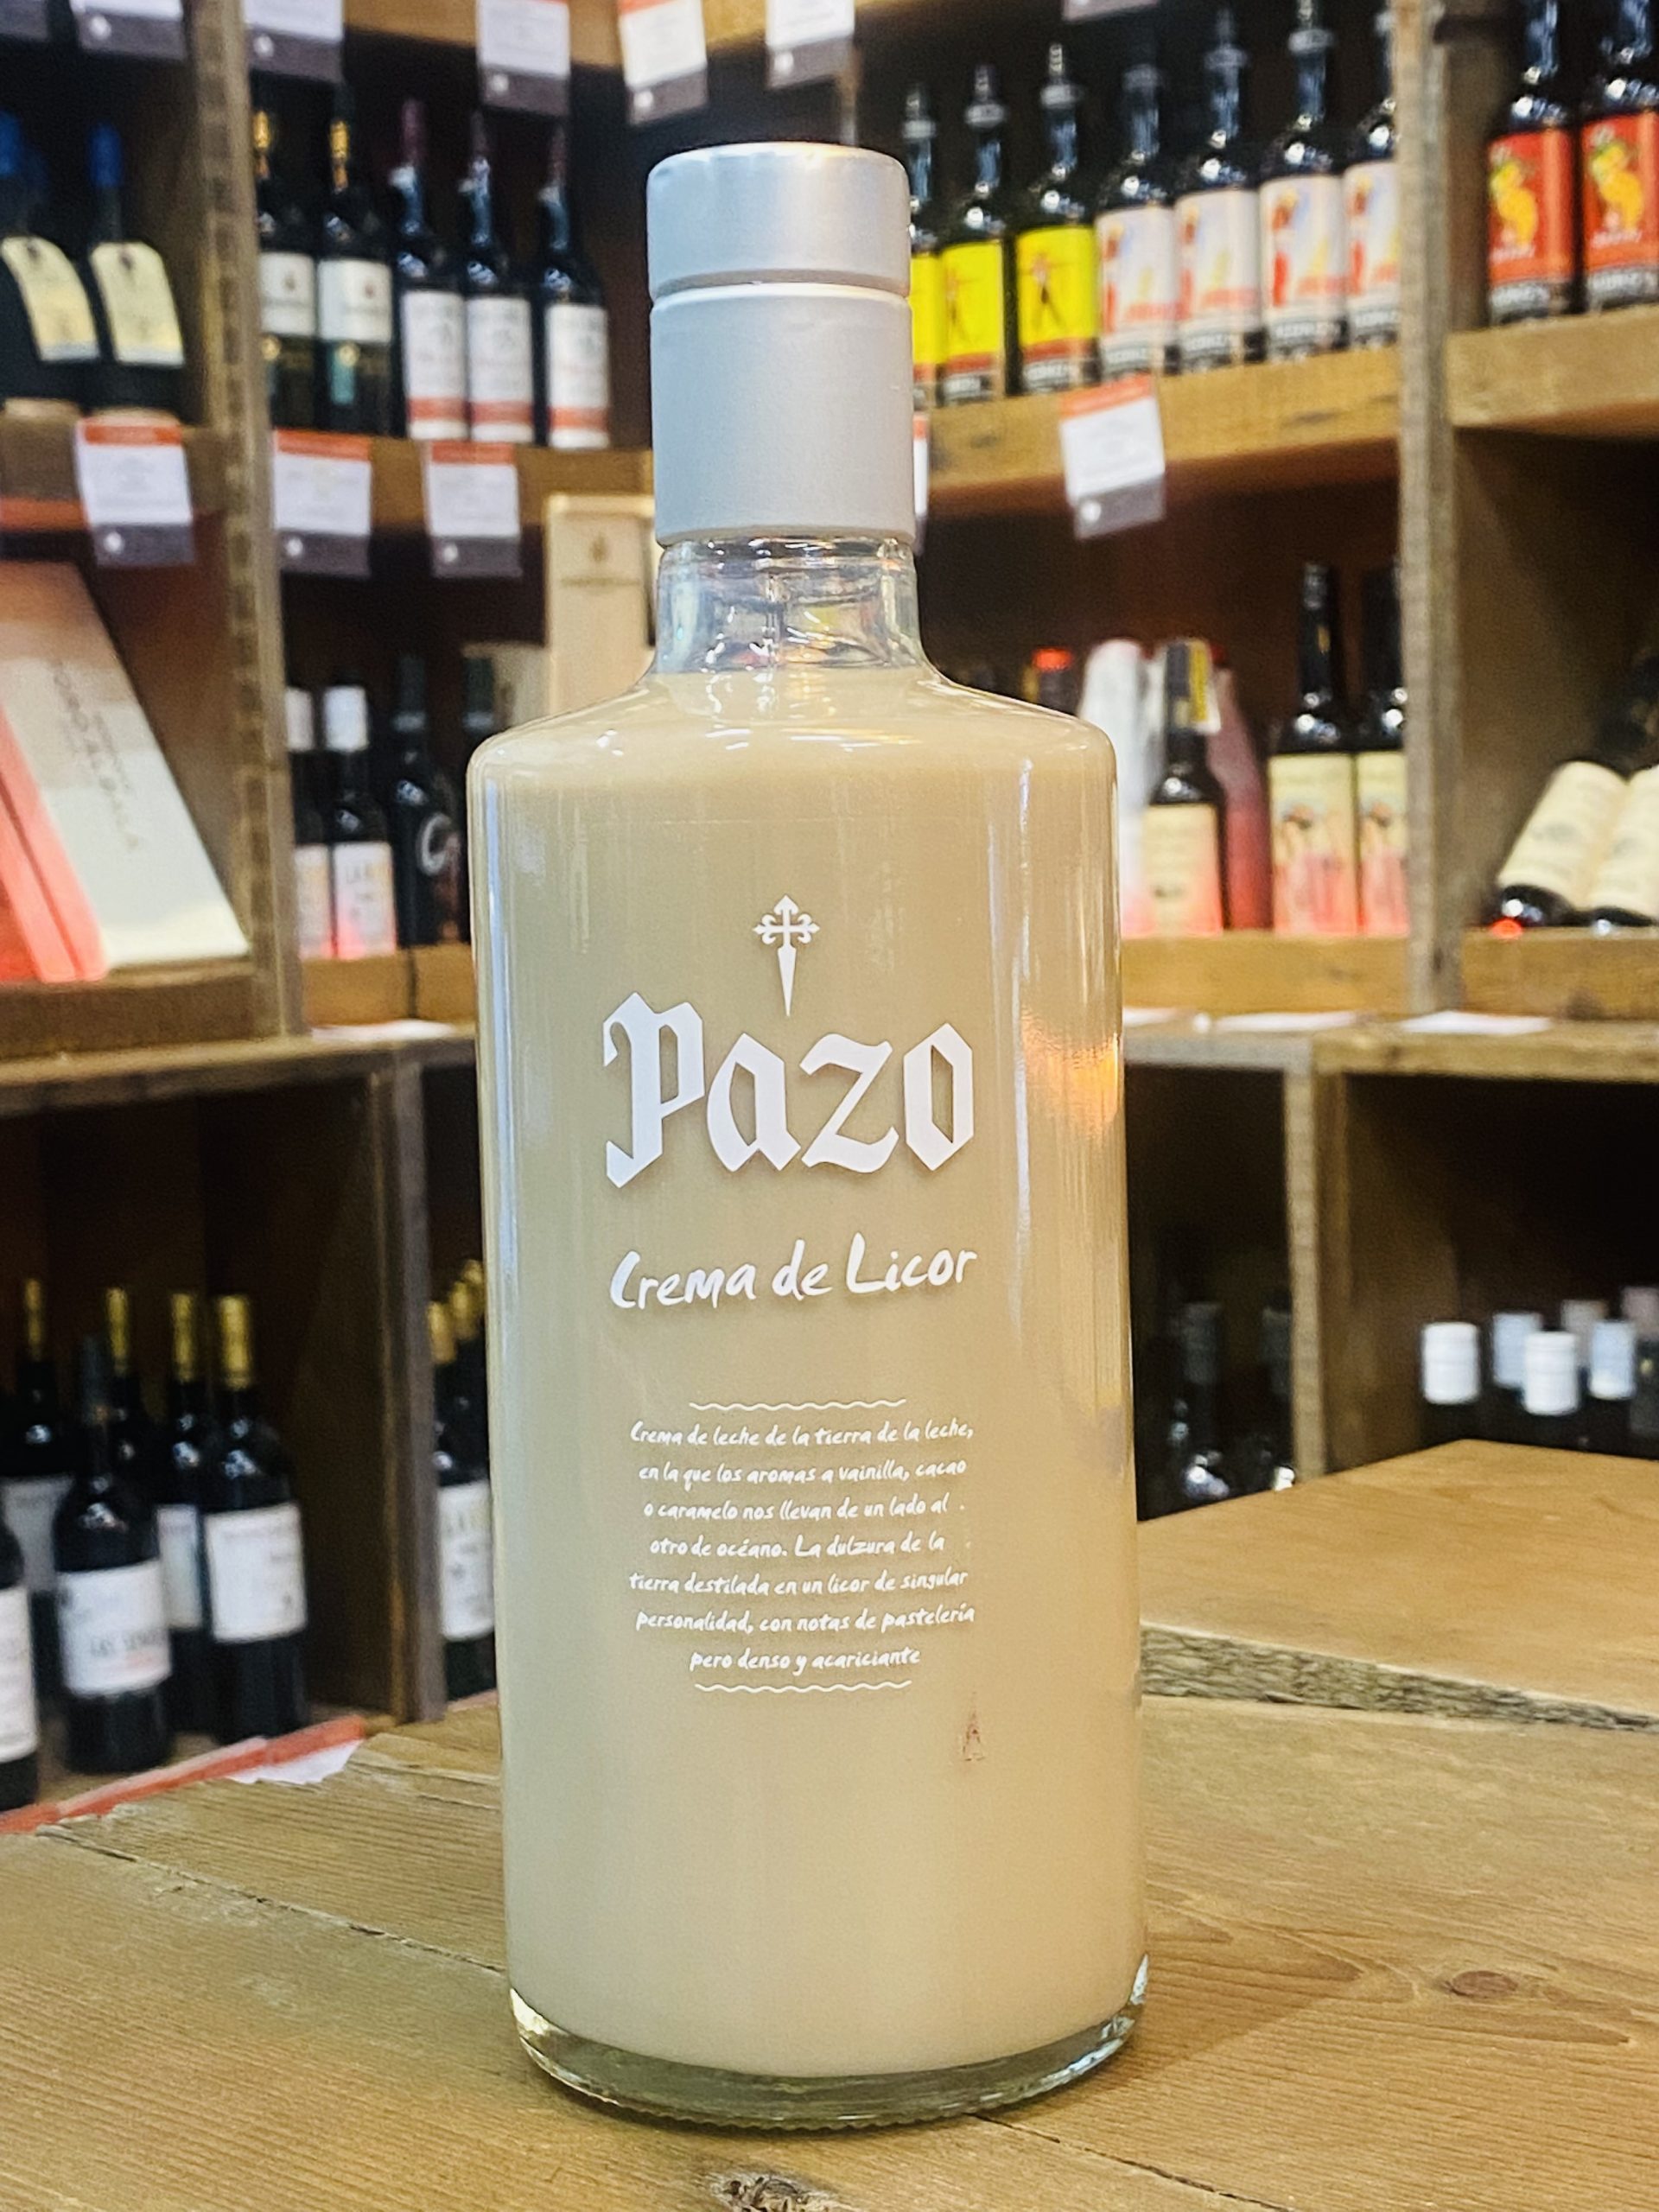 Pazo
Crema de Licor
Crema de leche de la tierra de la leche,
en la que los aromas a vainilla, cacao
o caramelo nos llevan de un lado al
otro de océano. La dulzura de la
tierra destilada en un licor de singular
personalidad, con notas de pastelería
pero denso y acariciante